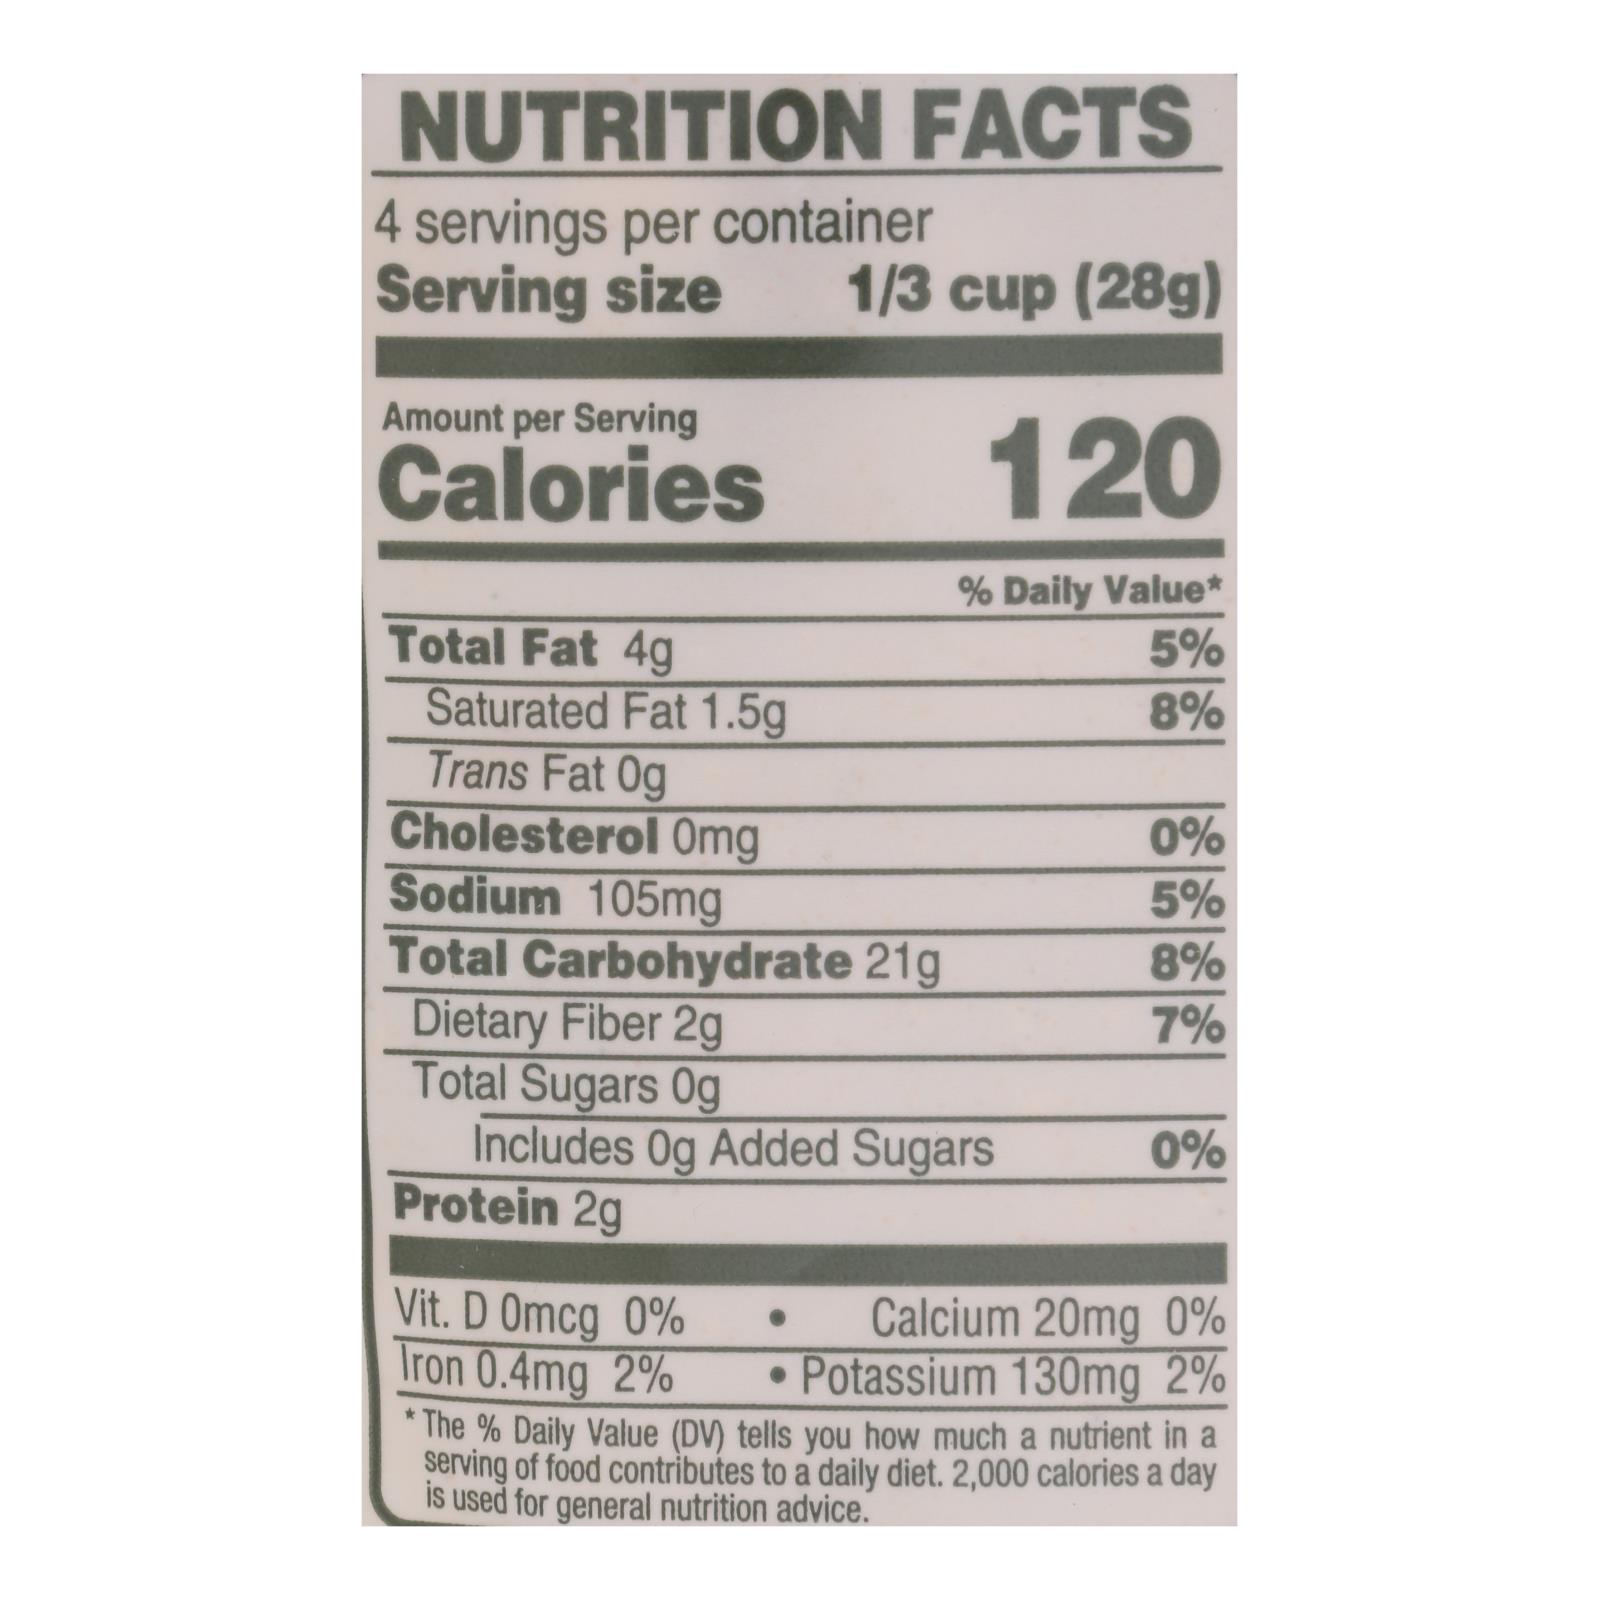 NUTRITION FACTS
4 servings per container
Serving size 1/3 cup (28g)
Amount per Serving
Calories 120
% Daily Value*
Total Fat 4g 5%
Saturated Fat 1.5g 8%
Trans Fat 0g
Cholesterol 0mg 0%
Sodium 105mg 5%
Total Carbohydrate 21g 8%
Dietary Fiber 2g 7%
Total Sugars 0g
Includes 0g Added Sugars 0%
Protein 2g
Vit. D 0mcg 0% • Calcium 20mg 0%
Iron 0.4mg 2% • Potassium 130mg 2%
* The % Daily Value (DV) tells you how much a nutrient in a
serving of food contributes to a daily diet. 2,000 calories a day
is used for general nutrition advice.